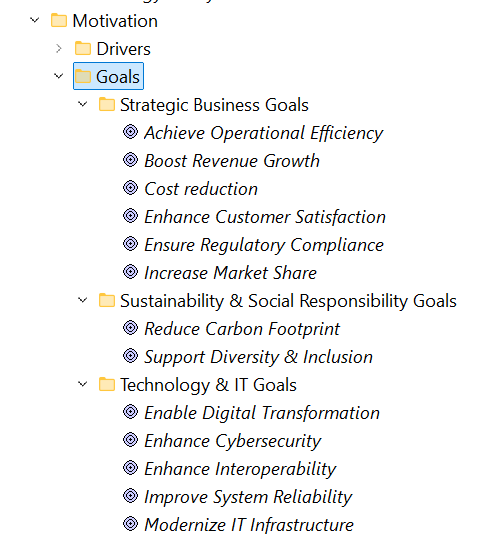 Motivation
Drivers
Goals
Strategic Business Goals
Achieve Operational Efficiency
Boost Revenue Growth
Cost reduction
Enhance Customer Satisfaction
Ensure Regulatory Compliance
Increase Market Share
Sustainability & Social Responsibility Goals
Reduce Carbon Footprint
Support Diversity & Inclusion
Technology & IT Goals
Enable Digital Transformation
Enhance Cybersecurity
Enhance Interoperability
Improve System Reliability
Modernize IT Infrastructure